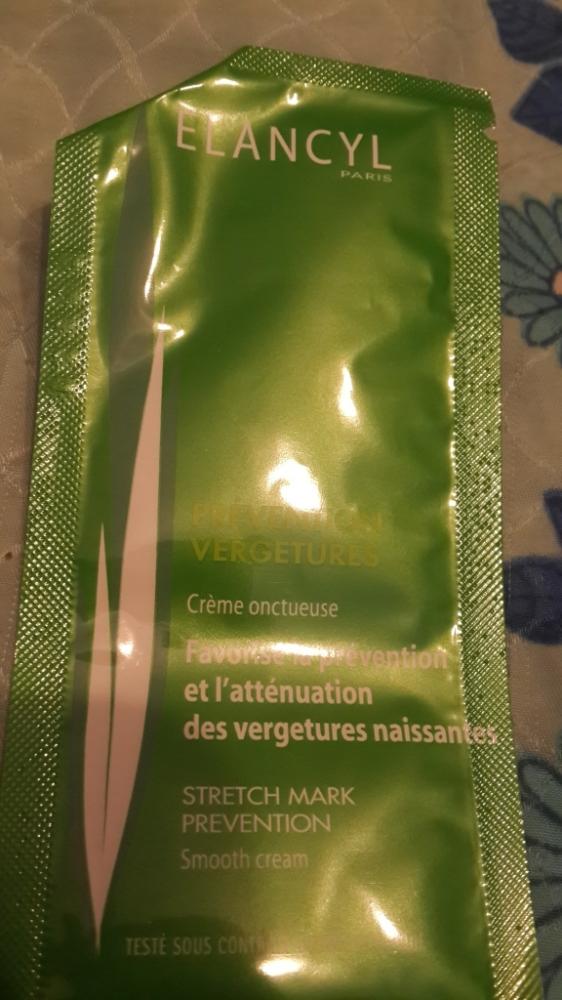 ELANCYL
PARIS
PREVENTION
VERGETURES
Crème onctueuse
Favorise la prévention
et l'atténuation
des vergetures naissantes
STRETCH MARK
PREVENTION
Smooth cream
TESTÉ SOUS